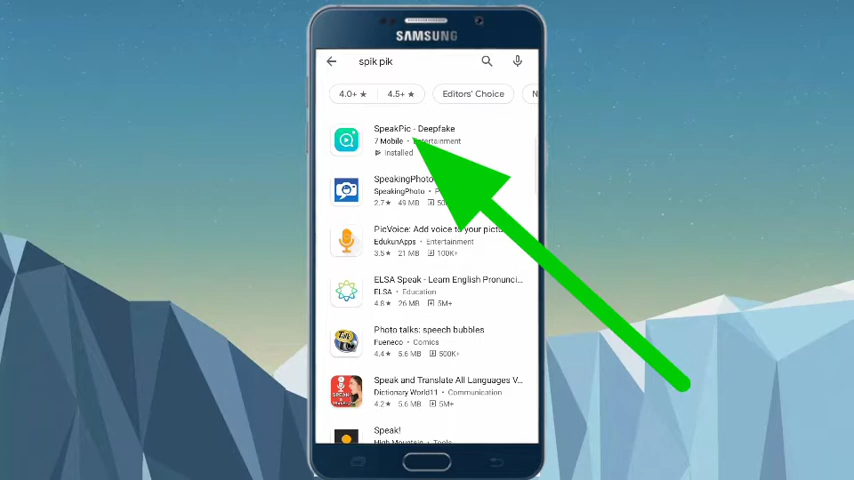 SAMSUNG
spik pik
4.0+ ★ 4.5+ ★ Editors' Choice N
SpeakPic - Deepfake
7 Mobile • Entertainment
Installed
SpeakingPhoto
SpeakingPhoto • P
2.7★ 49 MB
PicVoice: Add voice to your pictu
EdukunApps • Entertainment
3.5★ 21 MB 100K+
ELSA Speak - Learn English Pronunci...
ELSA • Education
4.8★ 26 MB 5M+
Photo talks: speech bubbles
Fueneco • Comics
4.4★ 5.6 MB 500K+
Speak and Translate All Languages V...
Dictionary World11 • Communication
4.2★ 5.6 MB 5M+
Speak!
High Mountain • Tools